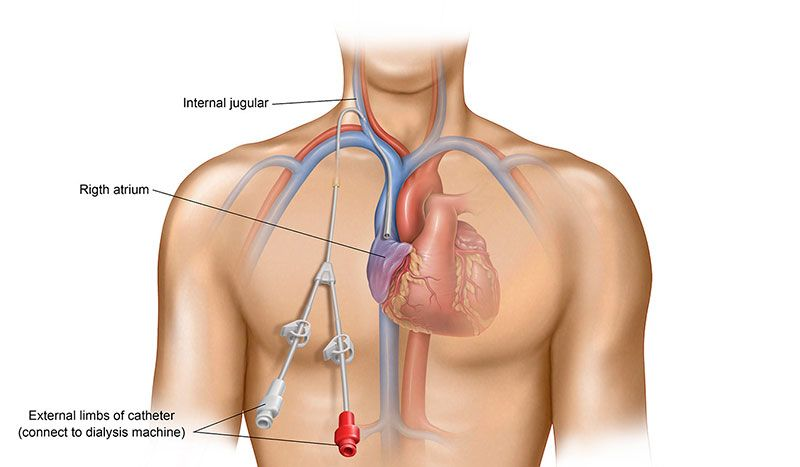 Internal jugular
Rigth atrium
External limbs of catheter
(connect to dialysis machine)